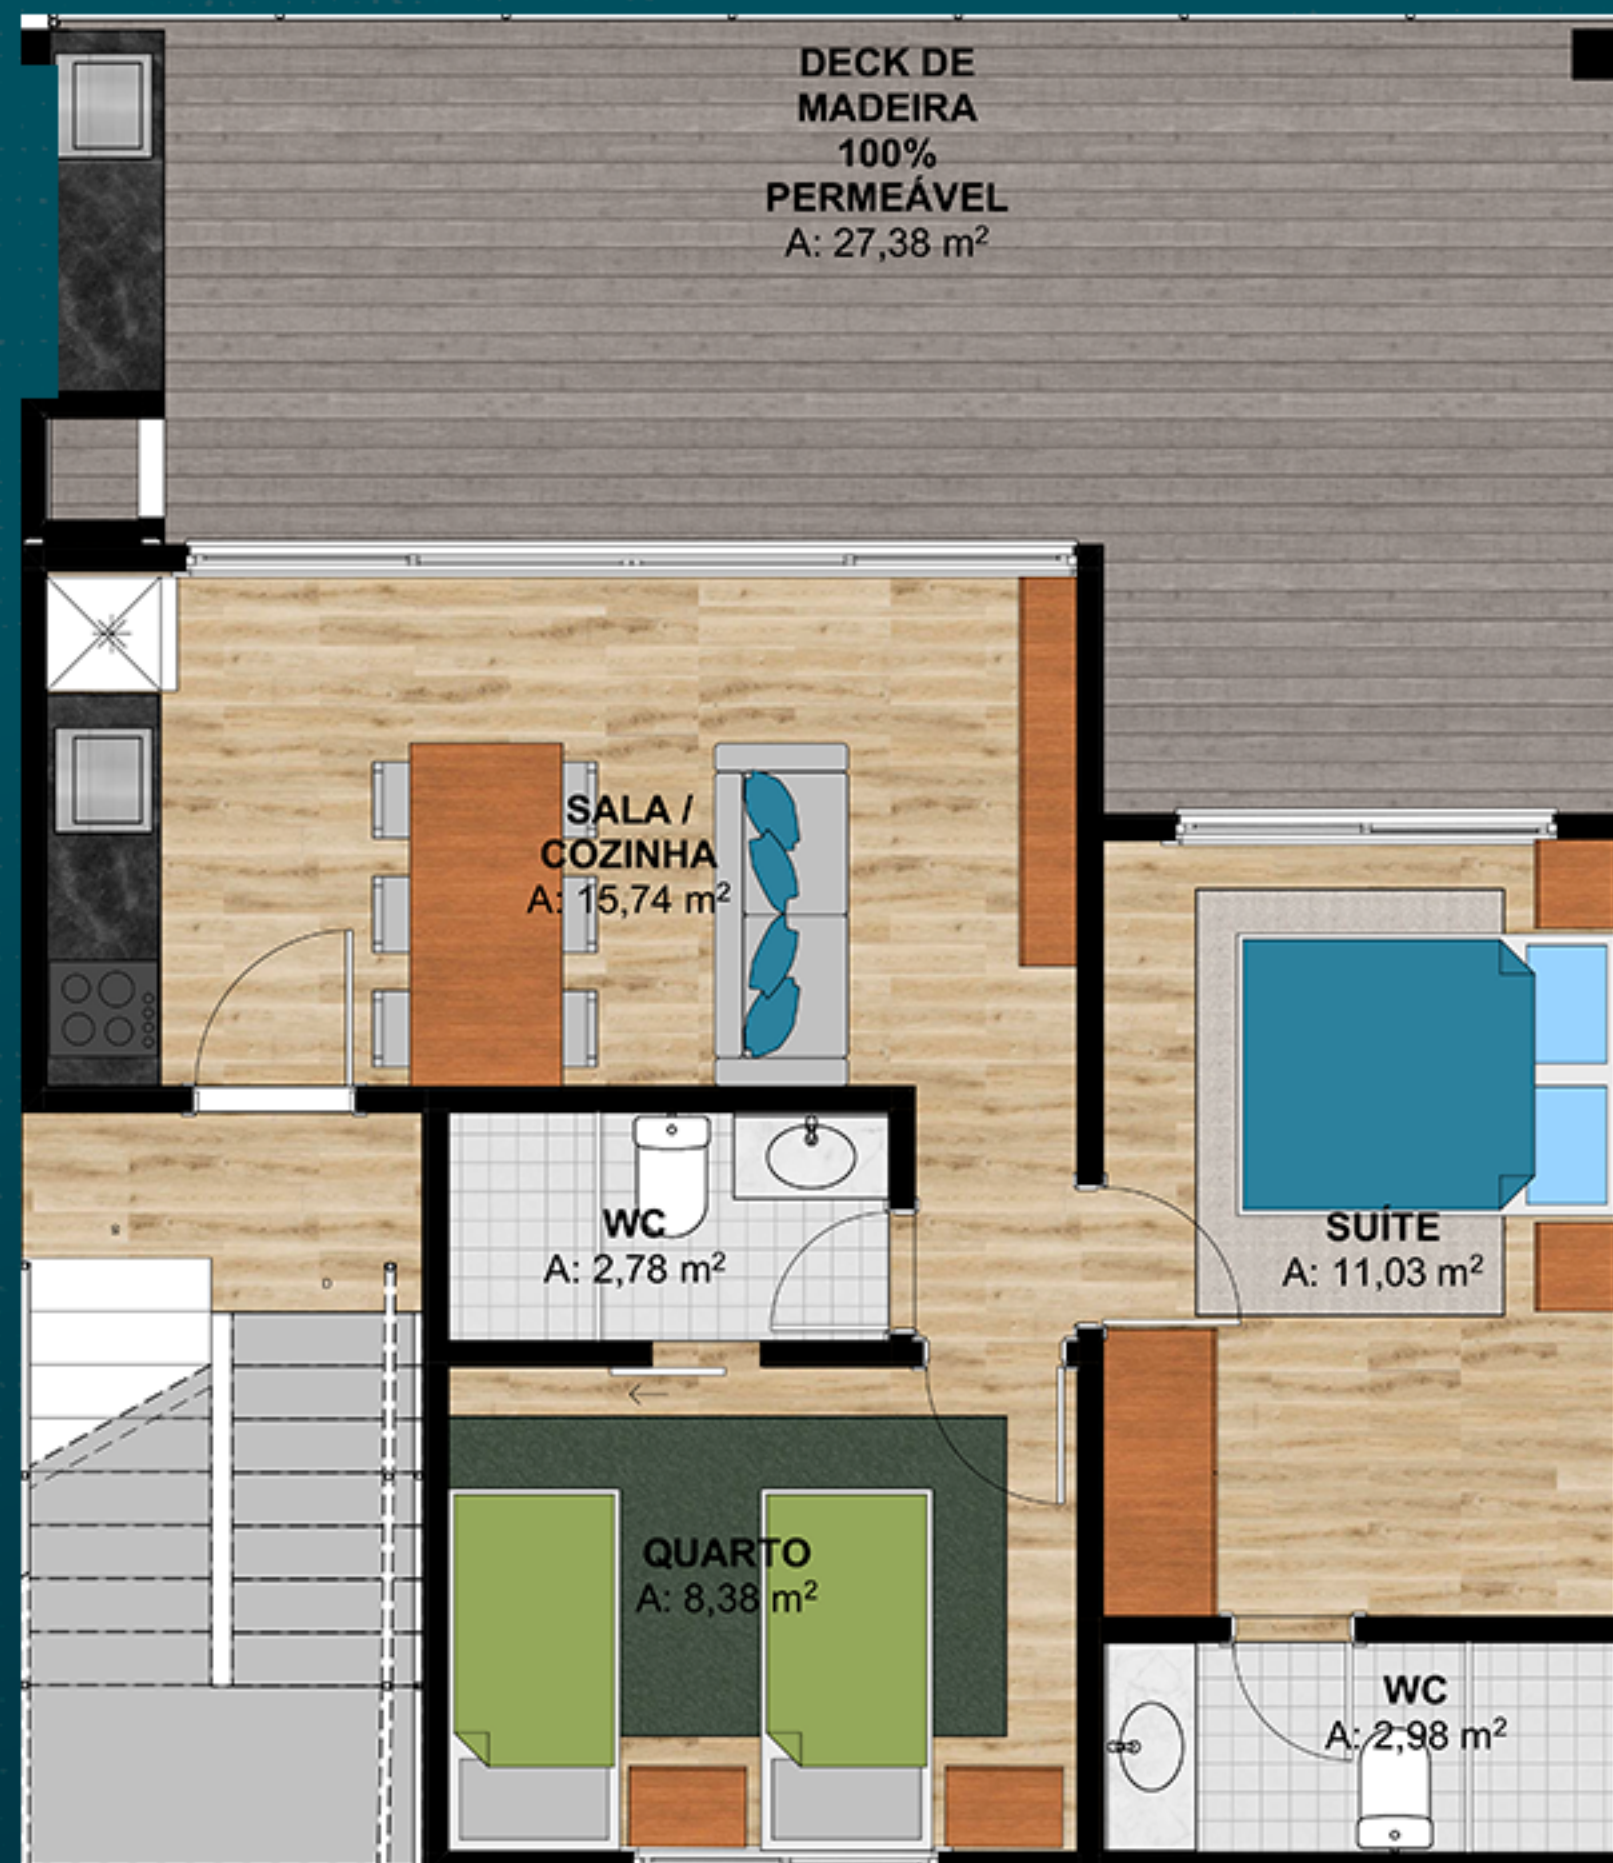 DECK DE
MADEIRA
100%
PERMEÁVEL
A: 27,38 m²
SALA /
COZINHA
A: 15,74 m²
SUÍTE
A: 11,03 m²
WC
A: 2,78 m²
QUARTO
A: 8,38 m²
WC
A: 2,98 m²